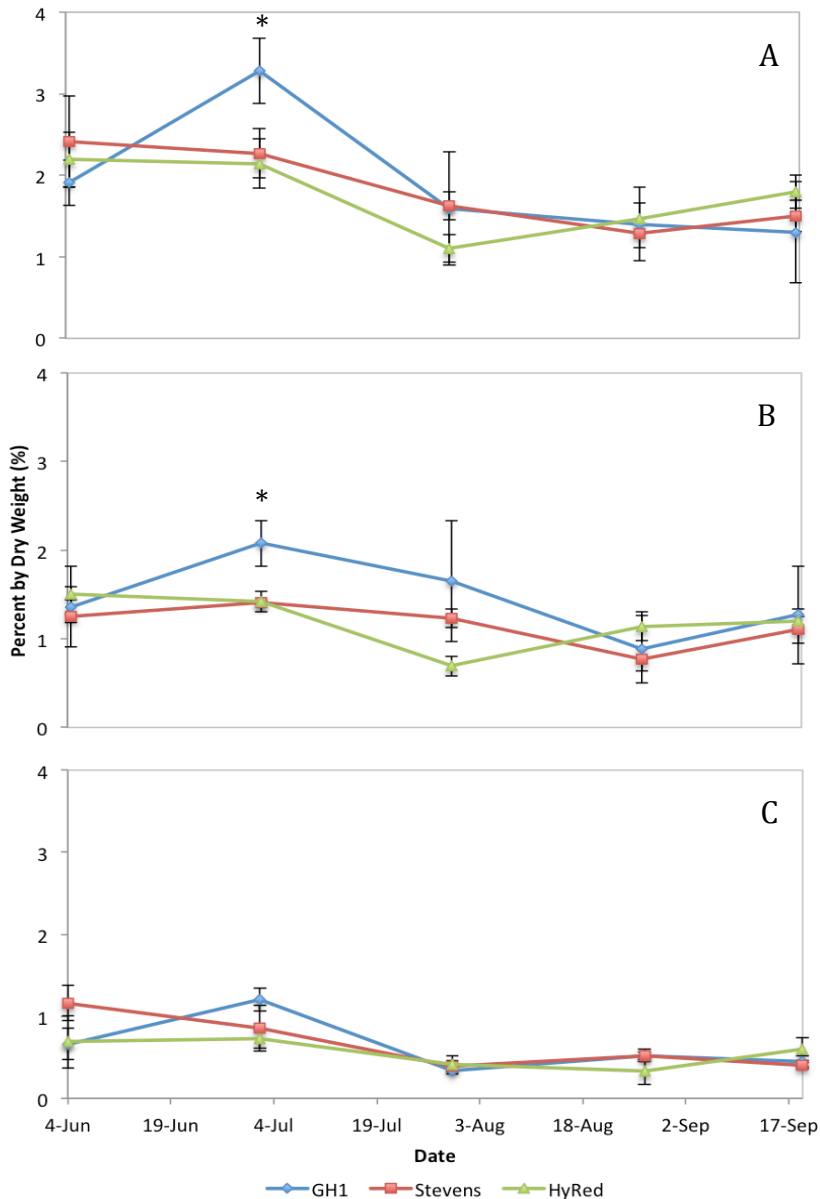 4
*
A
3
2
1
0
4
B
3
*
2
1
0
Percent by Dry Weight (%)
4
C
3
2
1
0
4-Jun 19-Jun 4-Jul 19-Jul 3-Aug 18-Aug 2-Sep 17-Sep
Date
GH1 Stevens HyRed